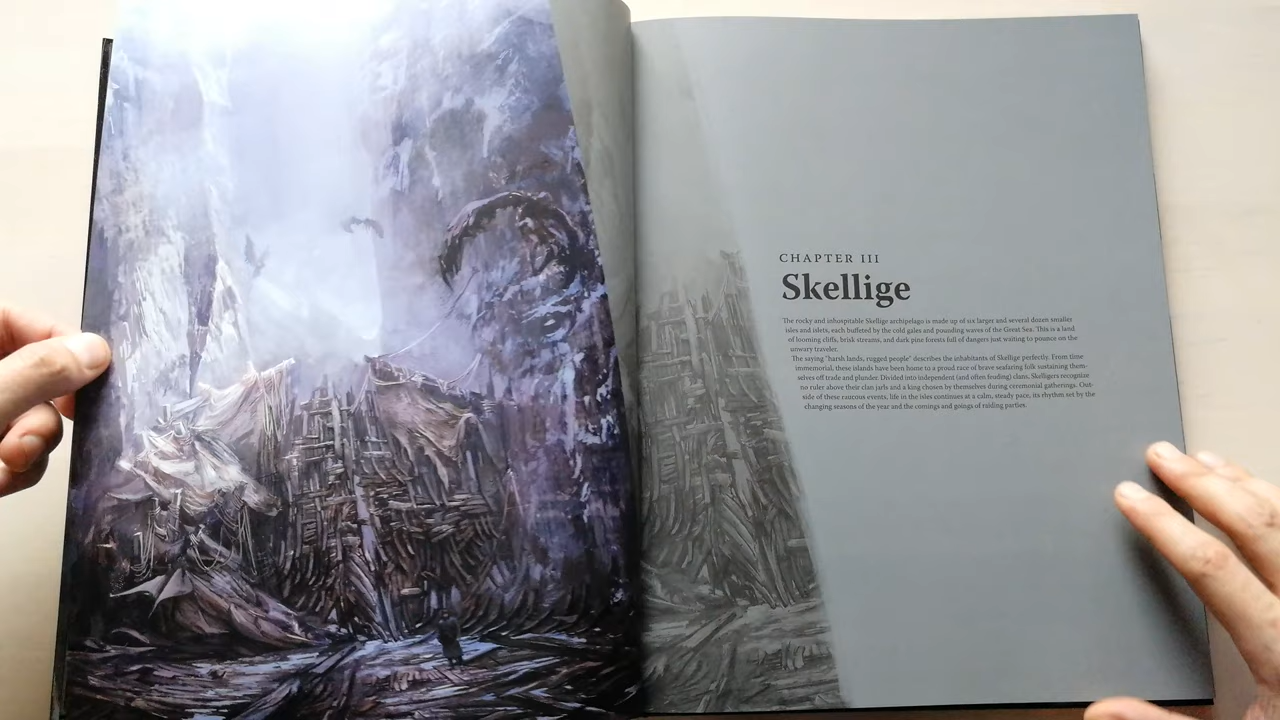 CHAPTER III
Skellige
The rocky and inhospitable Skellige archipelago is made up of six larger and several dozen smaller
isles and islets, each buffeted by the cold gales and pounding waves of the Great Sea. This is a land
of looming cliffs, brisk streams, and dark pine forests full of dangers just waiting to pounce on the
unwary traveler.
The saying "harsh lands, rugged people" describes the inhabitants of Skellige perfectly. From time
immemorial, these islands have been home to a proud race of brave seafaring folk sustaining them-
selves off trade and plunder. Divided into independent (and often feuding) clans, Skelligers recognize
no ruler above their clan jarls and a king chosen by themselves during ceremonial gatherings. Out-
side of these raucous events, life in the isles continues at a calm, steady pace, its rhythm set by the
changing seasons of the year and the comings and goings of raiding parties.